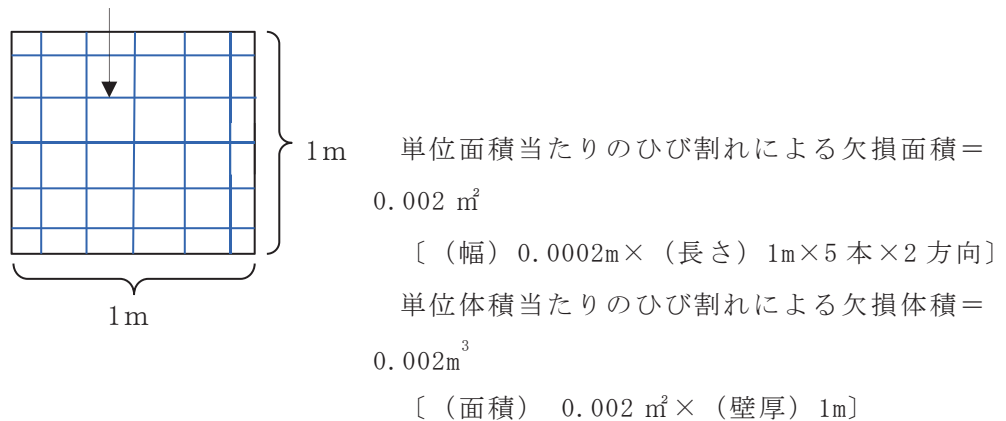 1m
単位面積当たりのひび割れによる欠損面積＝
0.002 ㎡
〔（幅）0.0002m×（長さ）1m×5 本×2 方向〕
1m
単位体積当たりのひび割れによる欠損体積＝
0.002m³
〔（面積） 0.002 ㎡×（壁厚）1m〕